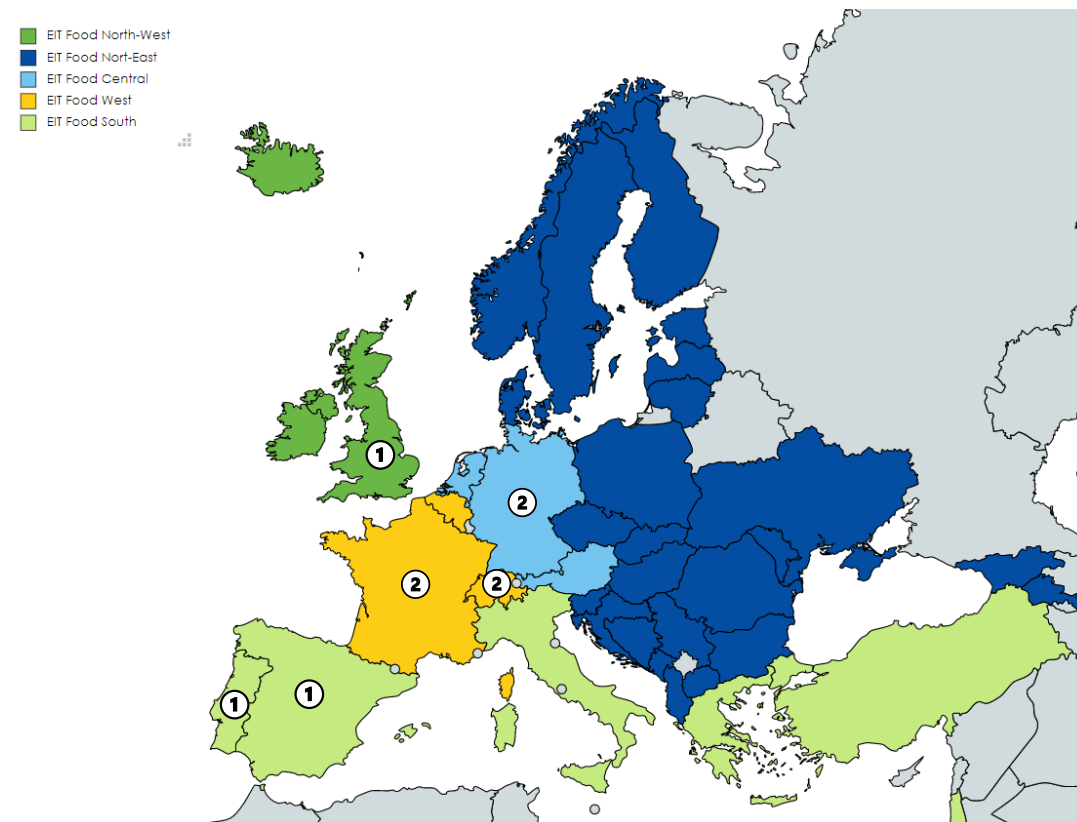 EIT Food North-West
EIT Food Nort-East
EIT Food Central
EIT Food West
EIT Food South
1
2
2
2
1
1